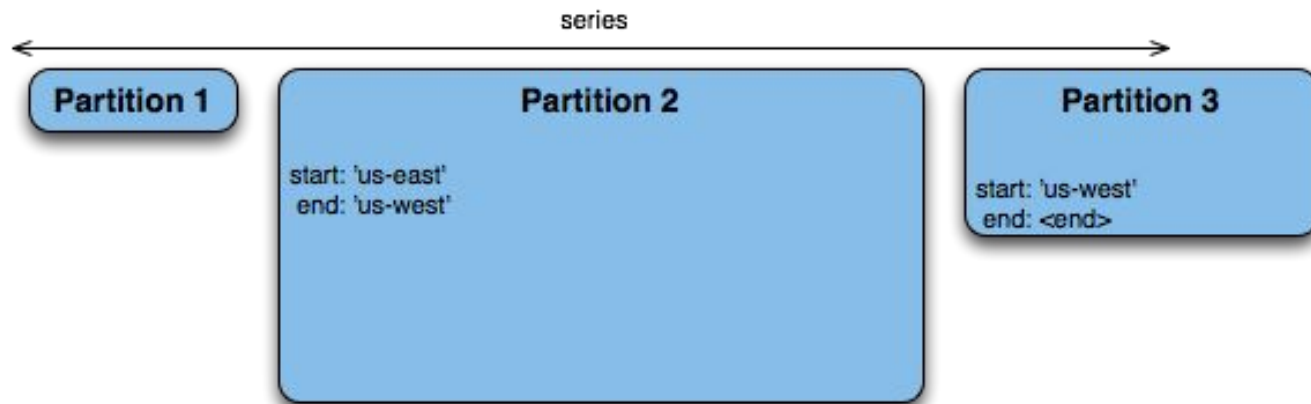 series
Partition 1
Partition 2
Partition 3
start: 'us-east'
end: 'us-west'
start: 'us-west'
end: <end>